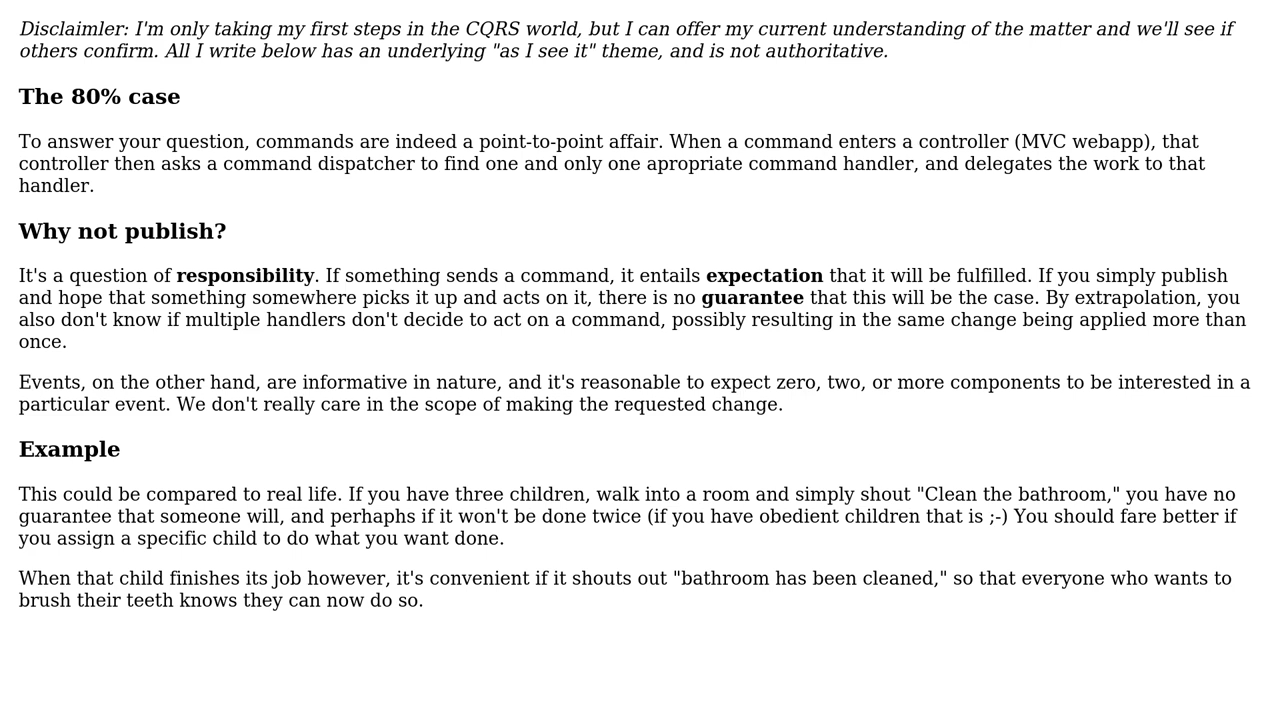 Disclaimler: I'm only taking my first steps in the CQRS world, but I can offer my current understanding of the matter and we'll see if
others confirm. All I write below has an underlying "as I see it" theme, and is not authoritative.
The 80% case
To answer your question, commands are indeed a point-to-point affair. When a command enters a controller (MVC webapp), that
controller then asks a command dispatcher to find one and only one apropriate command handler, and delegates the work to that
handler.
Why not publish?
It's a question of responsibility. If something sends a command, it entails expectation that it will be fulfilled. If you simply publish
and hope that something somewhere picks it up and acts on it, there is no guarantee that this will be the case. By extrapolation, you
also don't know if multiple handlers don't decide to act on a command, possibly resulting in the same change being applied more than
once.
Events, on the other hand, are informative in nature, and it's reasonable to expect zero, two, or more components to be interested in a
particular event. We don't really care in the scope of making the requested change.
Example
This could be compared to real life. If you have three children, walk into a room and simply shout "Clean the bathroom," you have no
guarantee that someone will, and perhaphs if it won't be done twice (if you have obedient children that is ;-) You should fare better if
you assign a specific child to do what you want done.
When that child finishes its job however, it's convenient if it shouts out "bathroom has been cleaned," so that everyone who wants to
brush their teeth knows they can now do so.